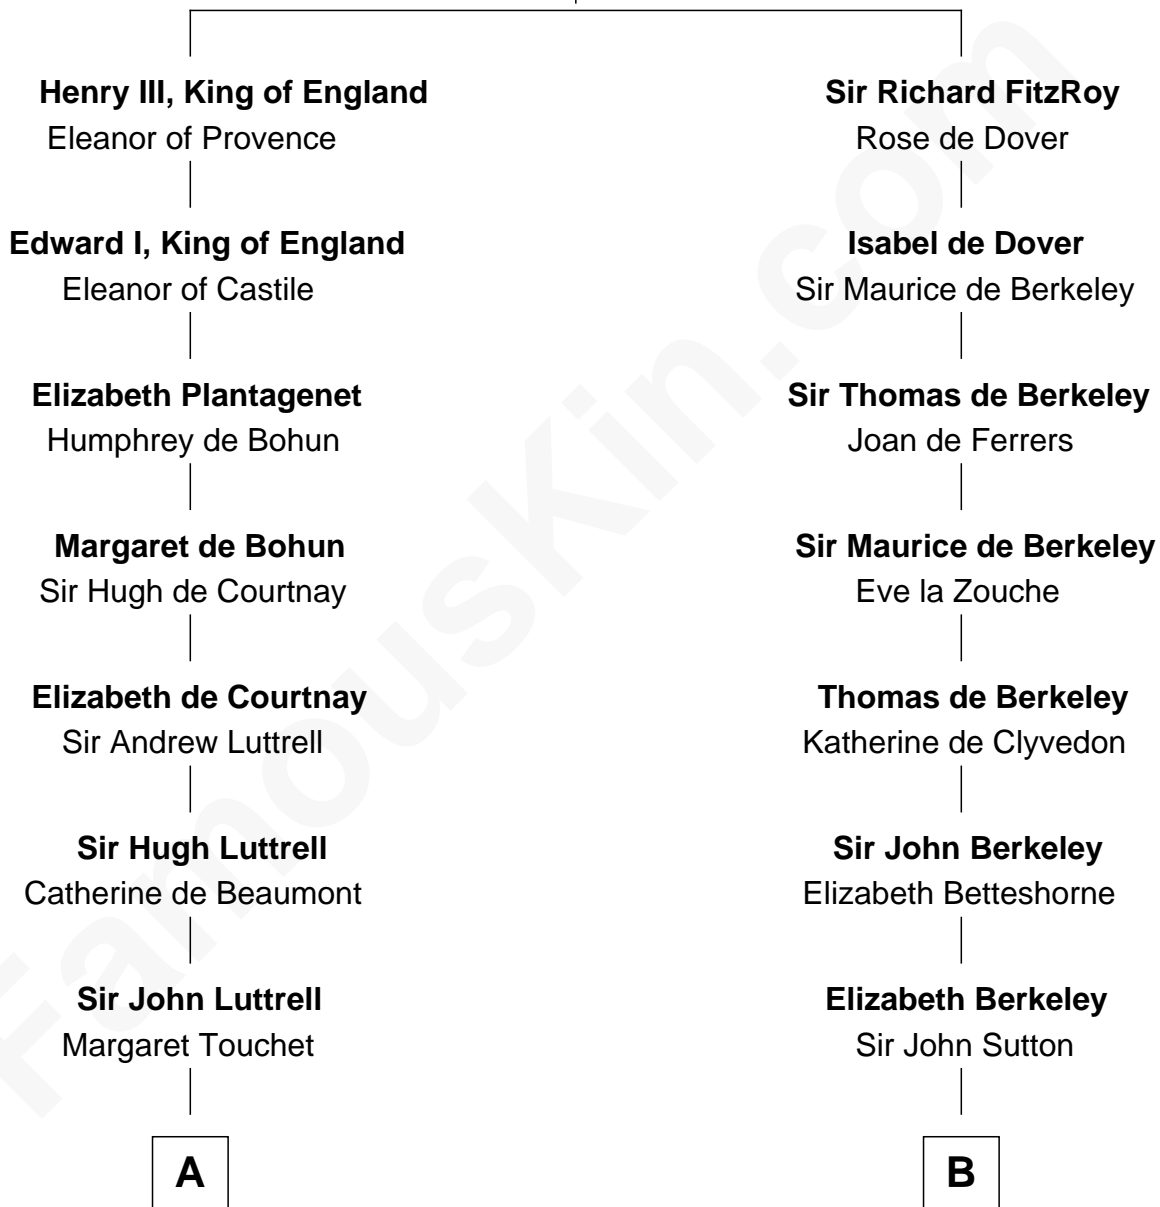 Henry III, King of England
Eleanor of Provence
Edward I, King of England
Eleanor of Castile
Elizabeth Plantagenet
Humphrey de Bohun
Margaret de Bohun
Sir Hugh de Courtnay
Elizabeth de Courtnay
Sir Andrew Luttrell
Sir Hugh Luttrell
Catherine de Beaumont
Sir John Luttrell
Margaret Touchet
A
Sir Richard FitzRoy
Rose de Dover
Isabel de Dover
Sir Maurice de Berkeley
Sir Thomas de Berkeley
Joan de Ferrers
Sir Maurice de Berkeley
Eve la Zouche
Thomas de Berkeley
Katherine de Clyvedon
Sir John Berkeley
Elizabeth Betteshorne
Elizabeth Berkeley
Sir John Sutton
B
FamousKin.com